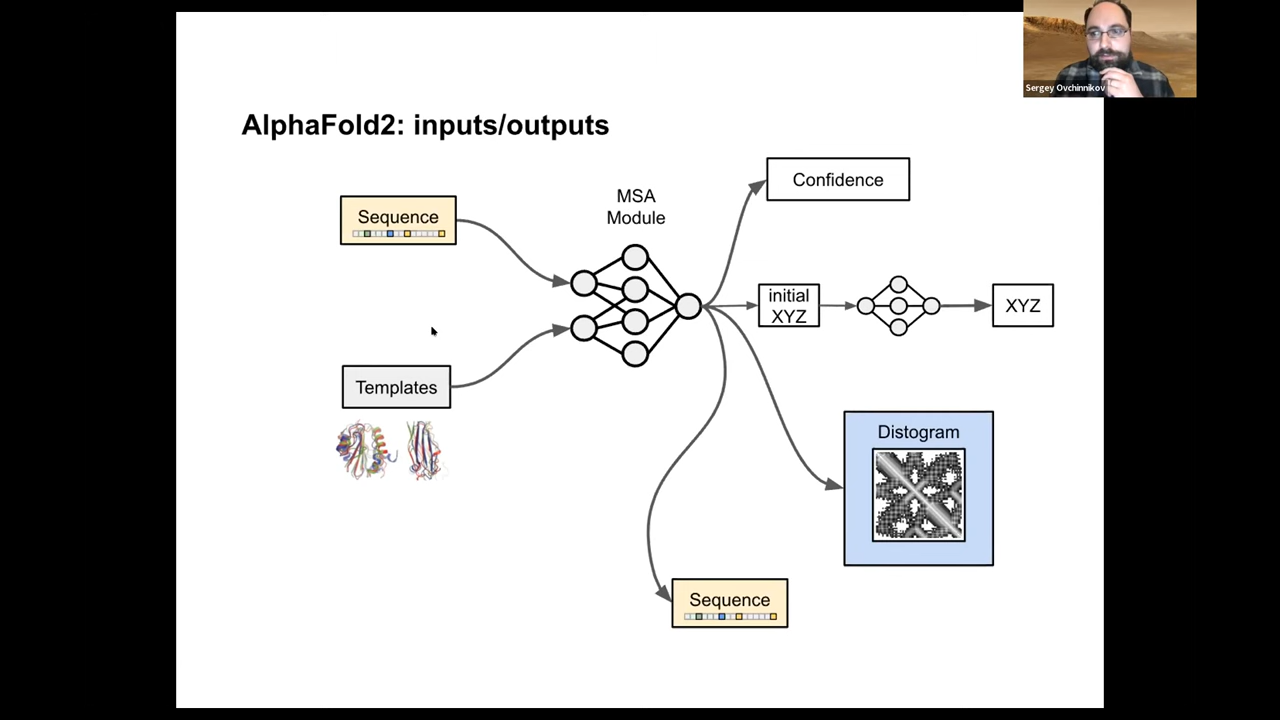 Sergey Ovchinnikov
AlphaFold2: inputs/outputs
Sequence
MSA
Module
Confidence
initial
XYZ
XYZ
Templates
Distogram
Sequence